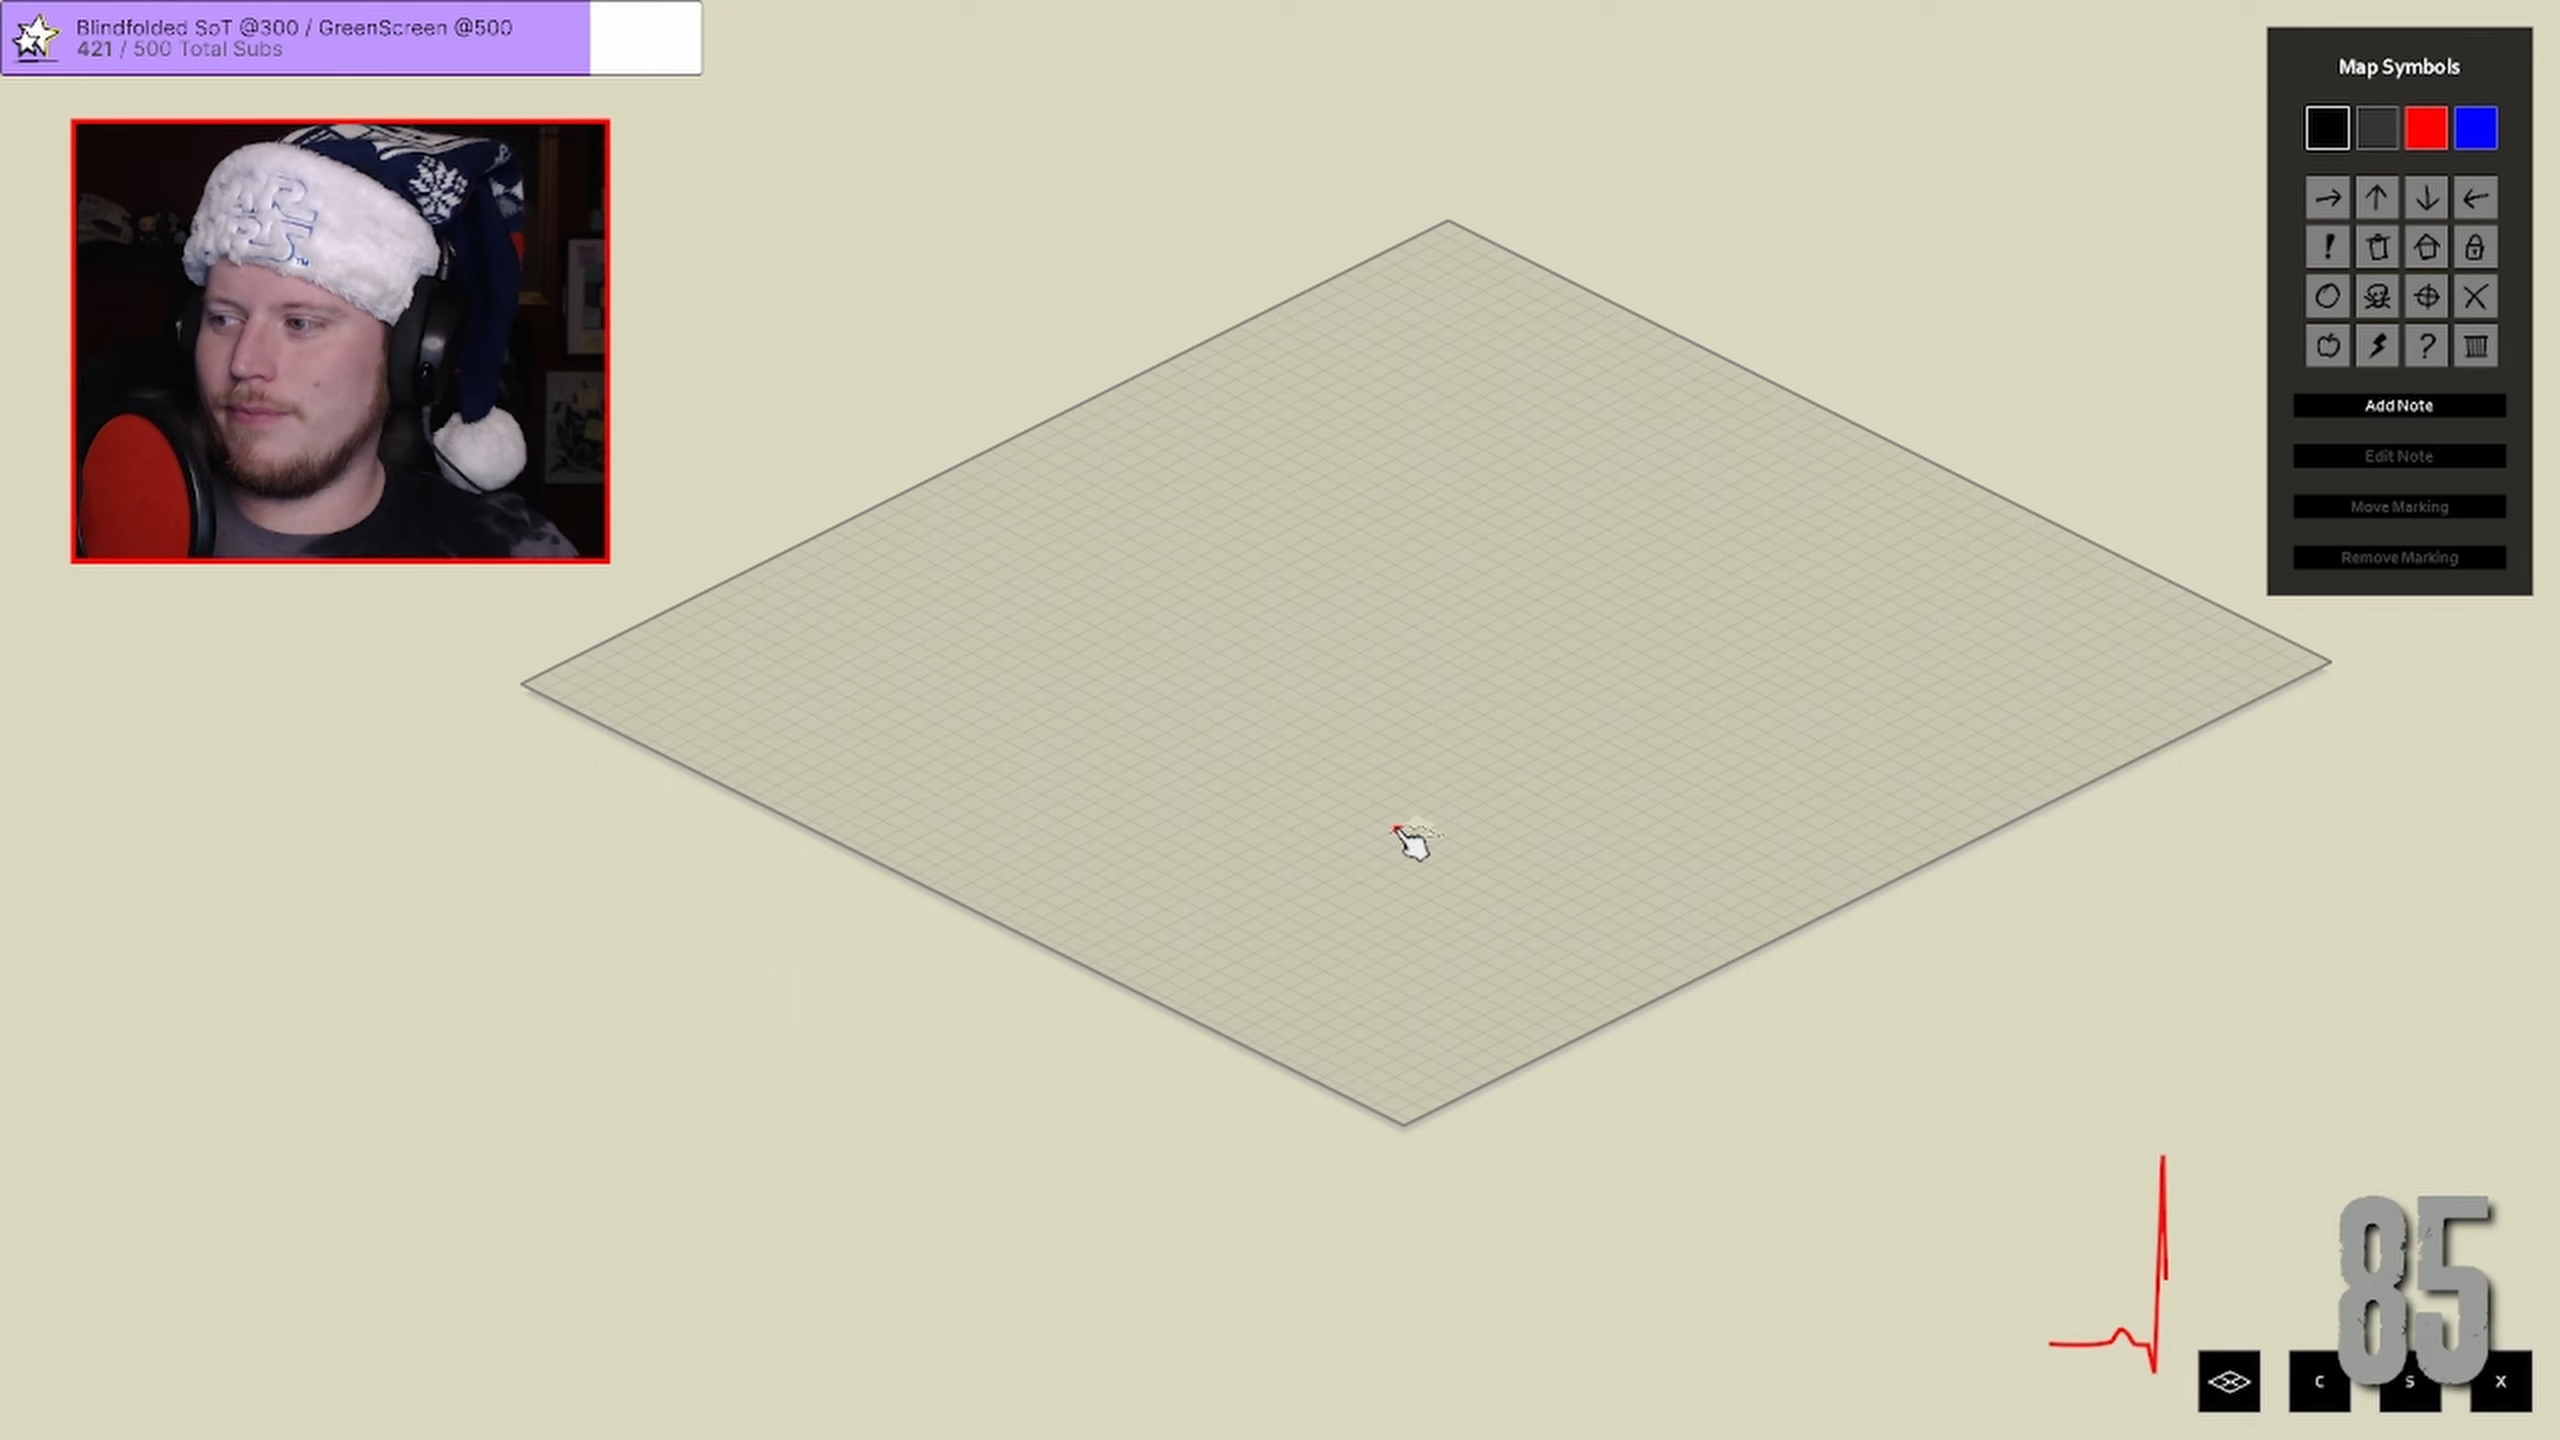 Blindfolded SoT @300 / GreenScreen @500
421 / 500 Total Subs
Map Symbols
Add Note
Edit Note
Move Marking
Remove Marking
85
C
S
X